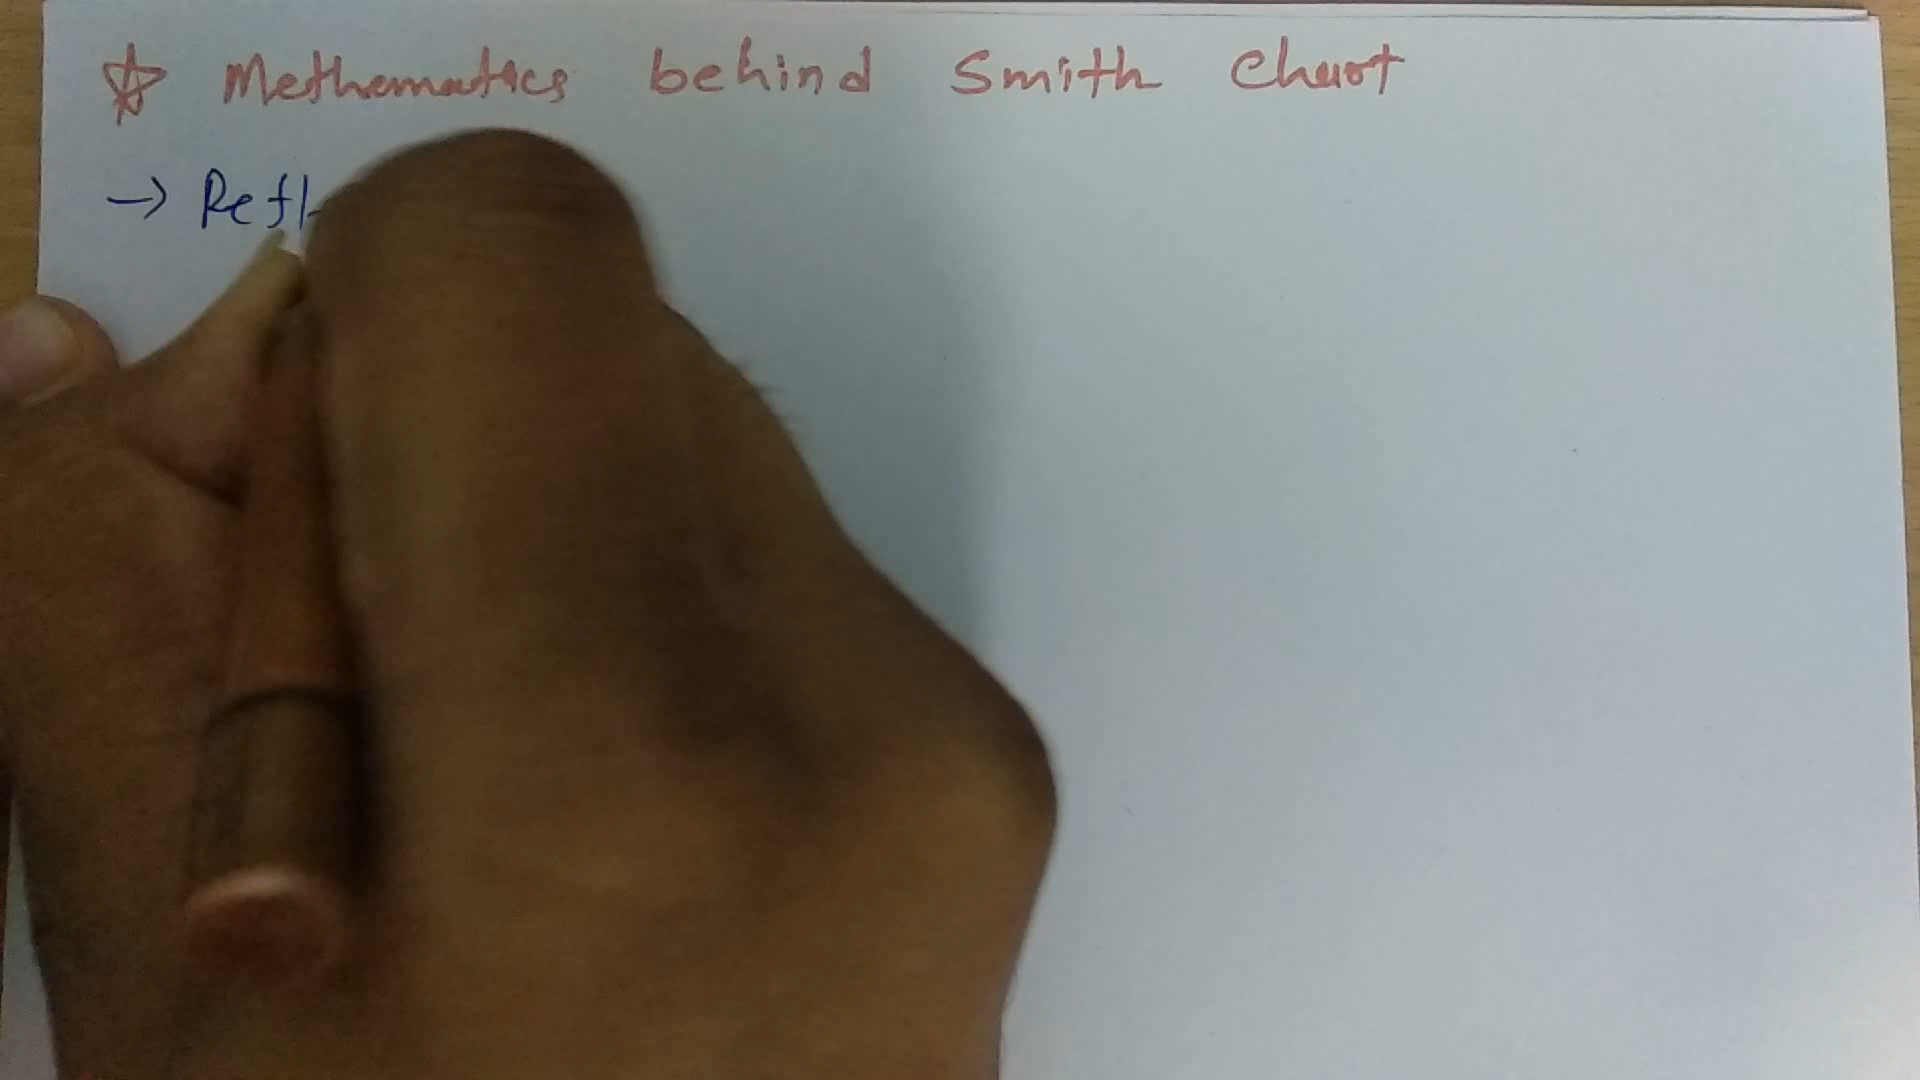 ☆ Methematics behind Smith Chart
→ Refl